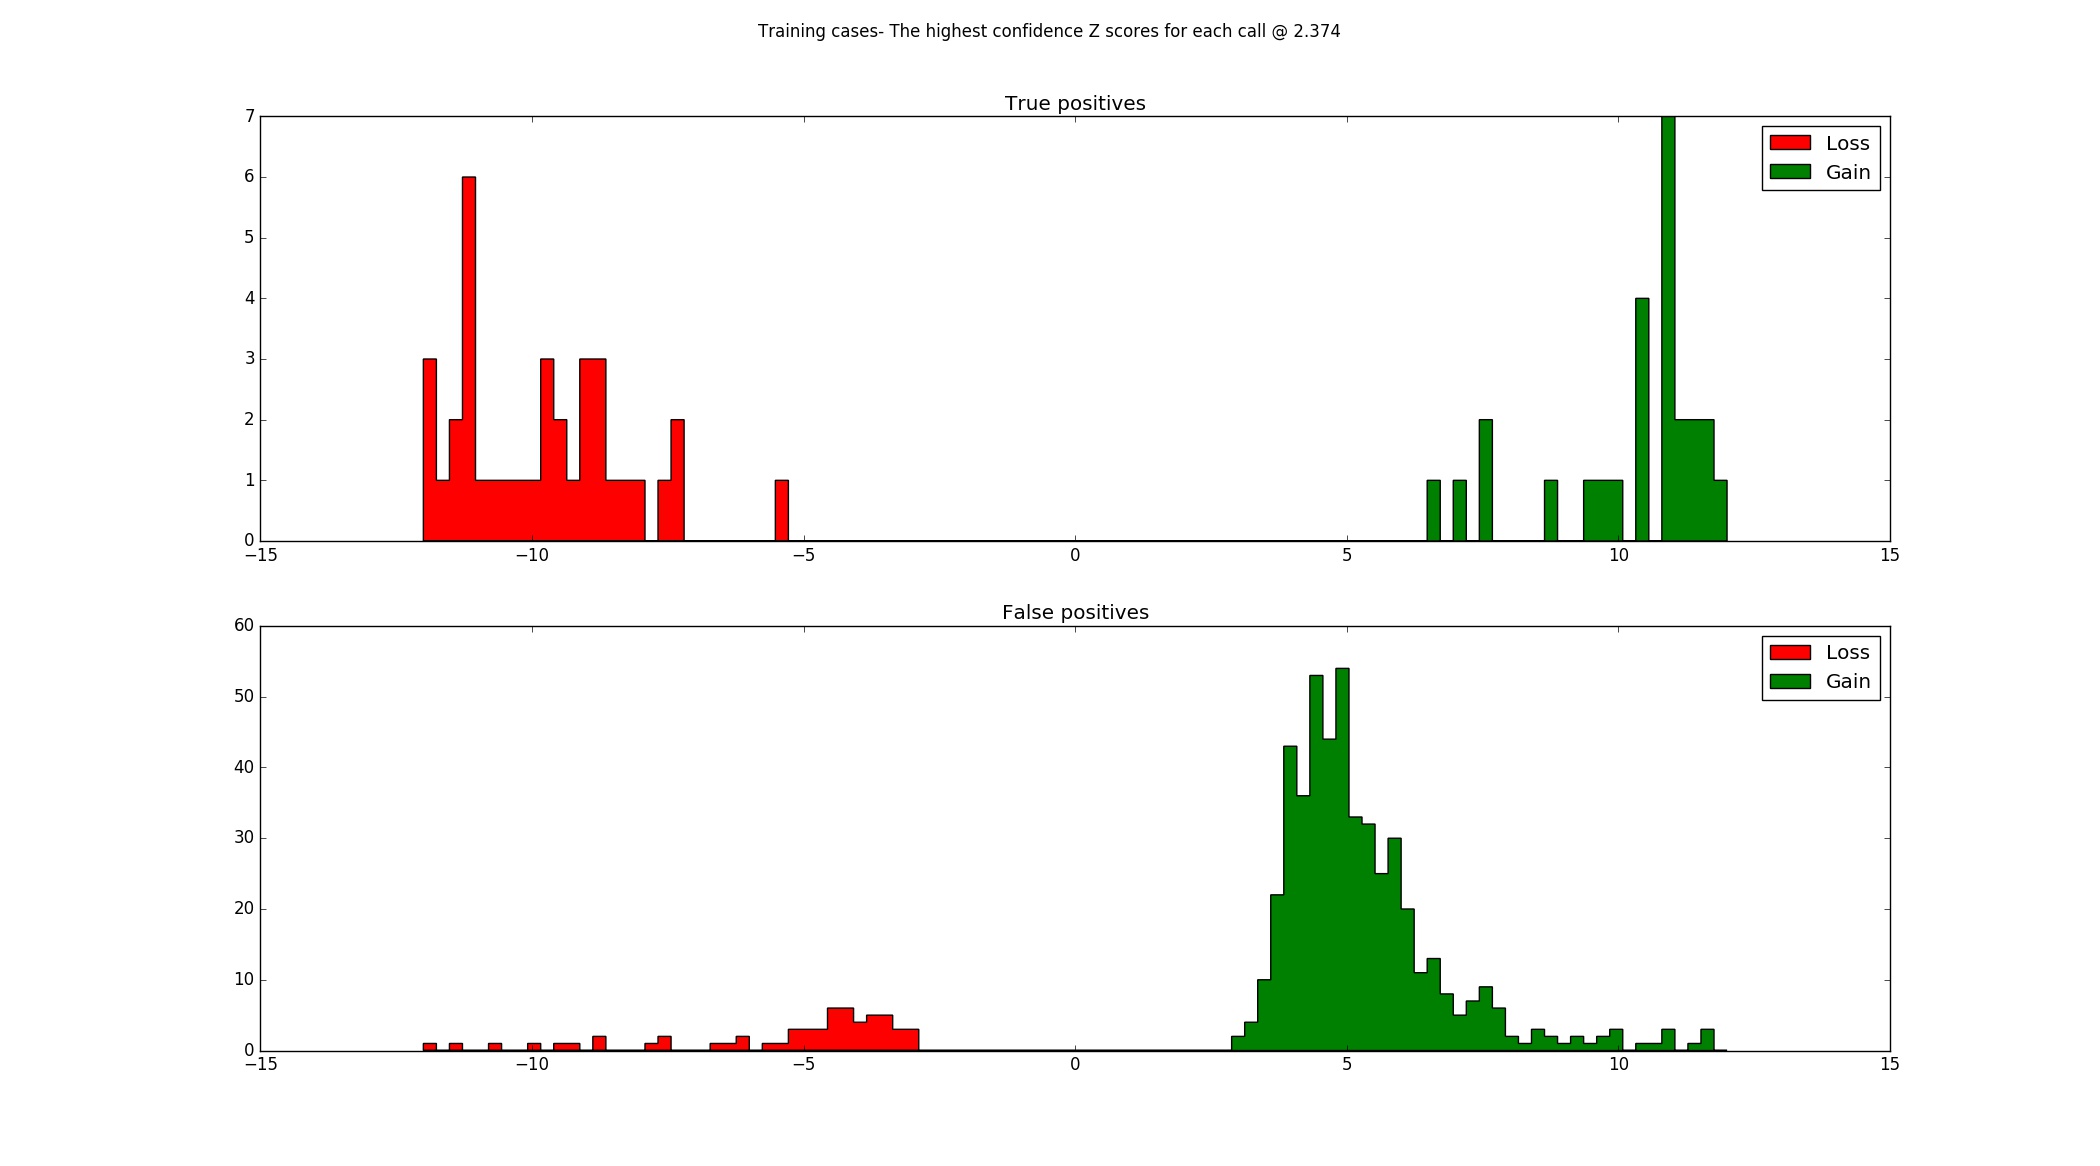 Training cases- The highest confidence Z scores for each call @ 2.374
True positives
7
6
5
4
3
2
1
0
Loss
Gain
−15 −10 −5 0 5 10 15
False positives
60
50
40
30
20
10
0
Loss
Gain
−15 −10 −5 0 5 10 15